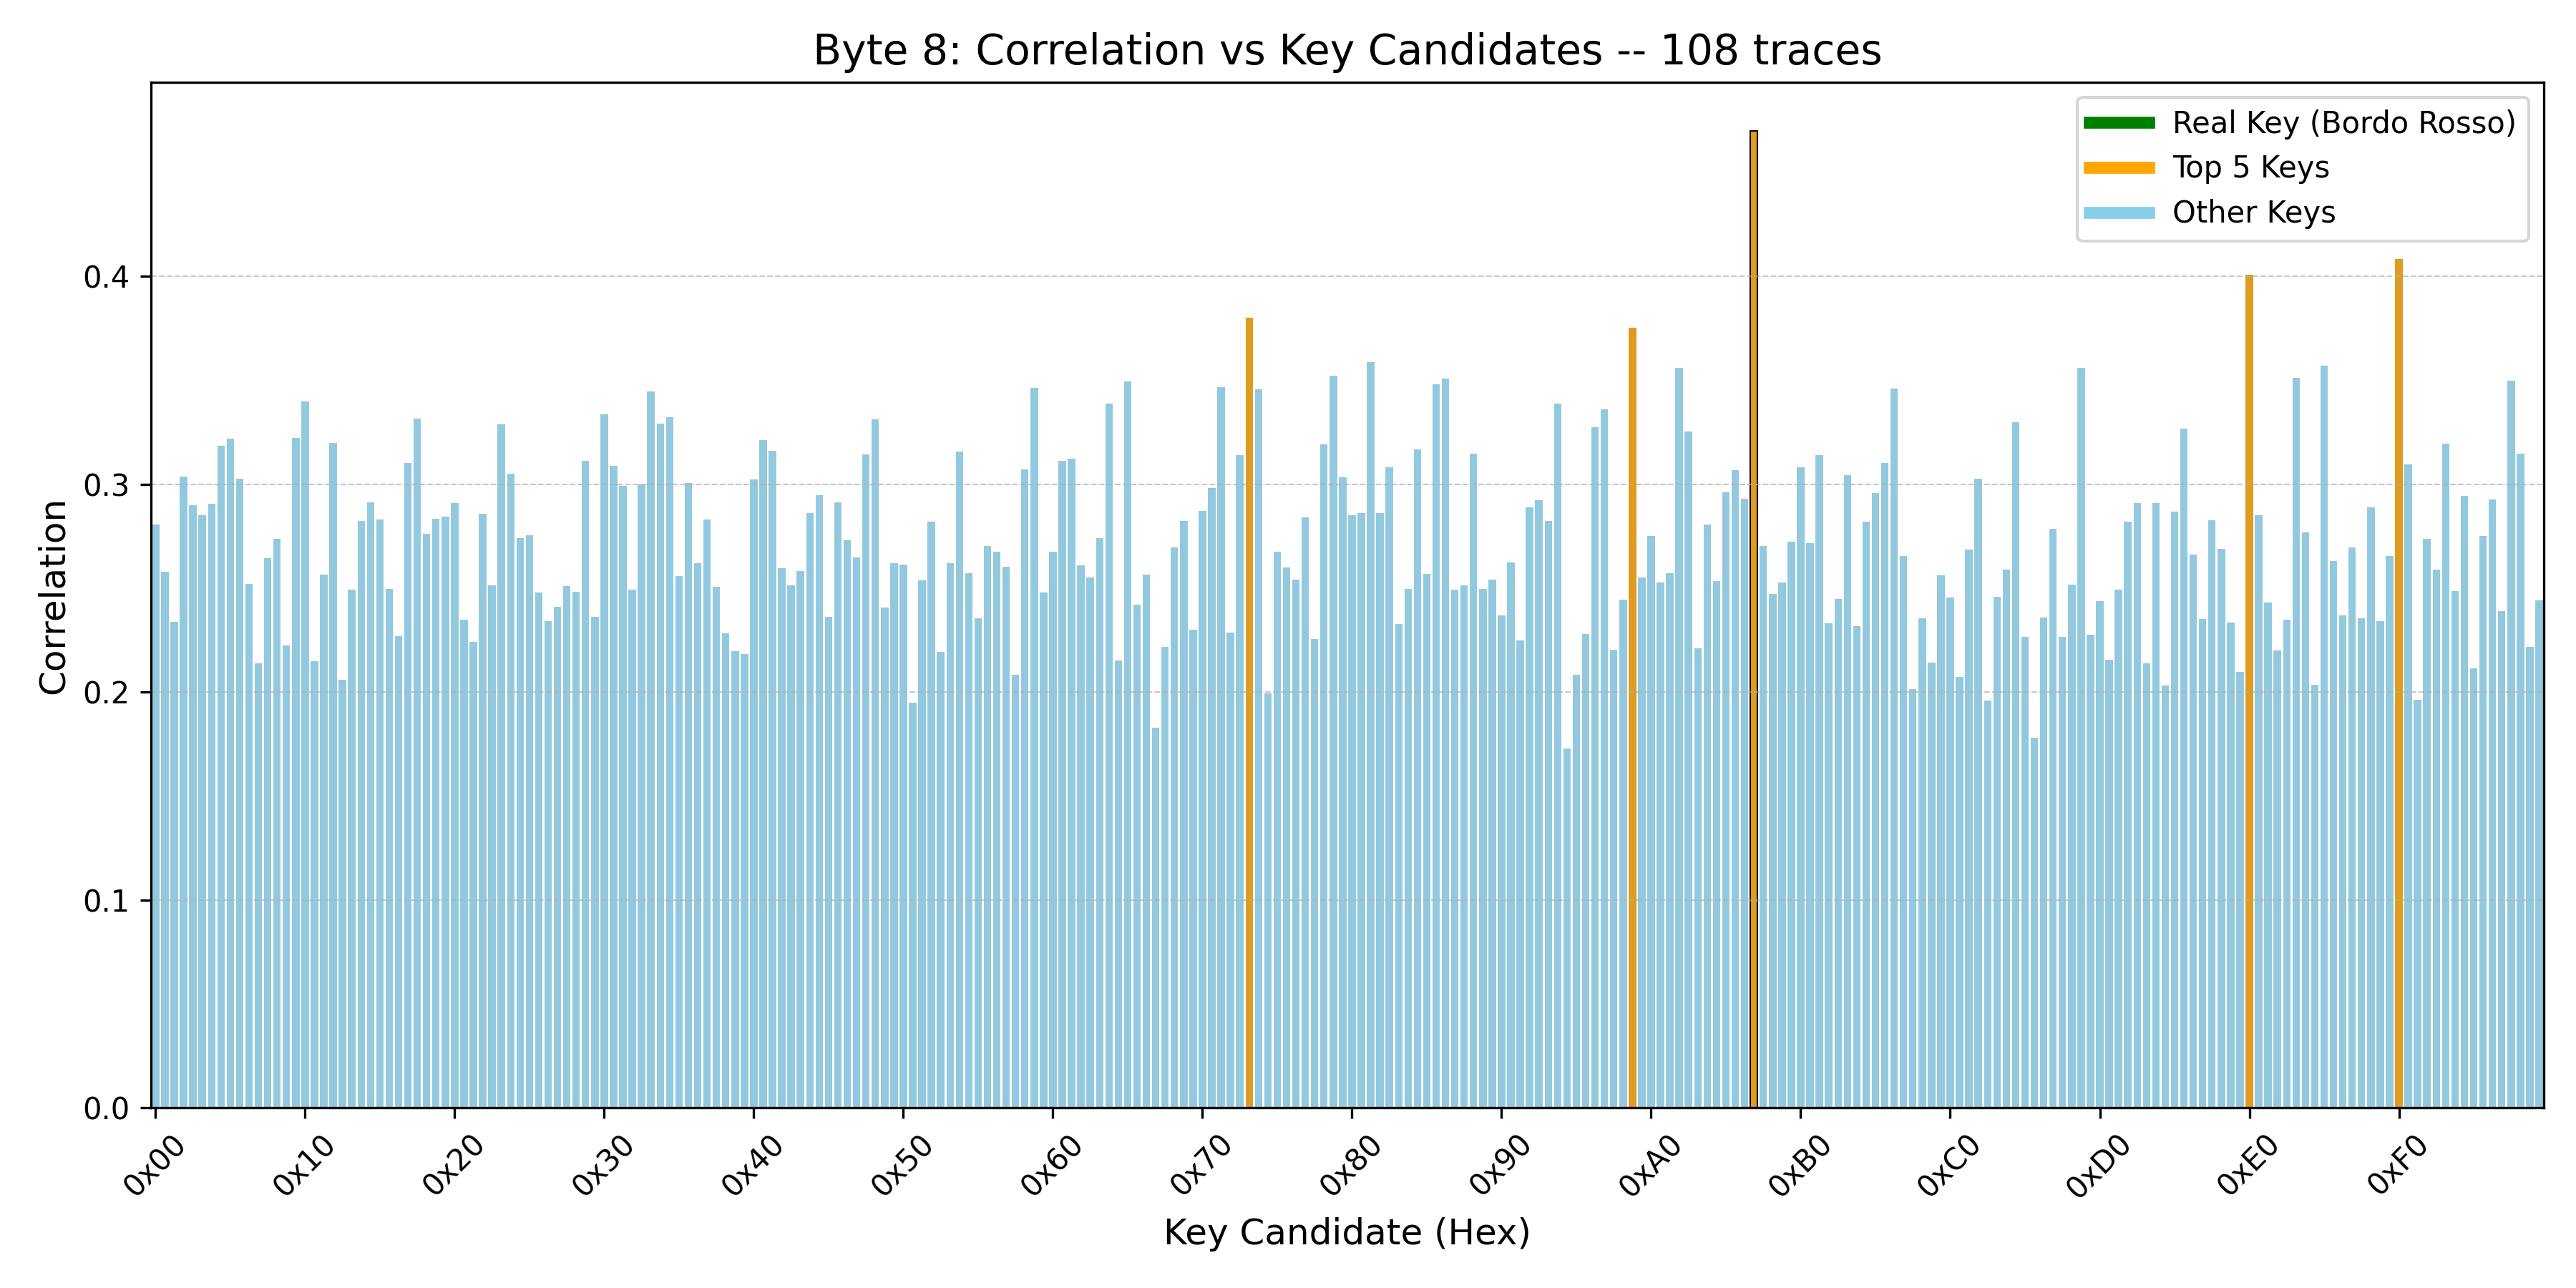 Byte 8: Correlation vs Key Candidates -- 108 traces
Real Key (Bordo Rosso)
Top 5 Keys
Other Keys
Correlation
0.4
0.3
0.2
0.1
0.0
0x00 0x10 0x20 0x30 0x40 0x50 0x60 0x70 0x80 0x90 0xA0 0xB0 0xC0 0xD0 0xE0 0xF0
Key Candidate (Hex)